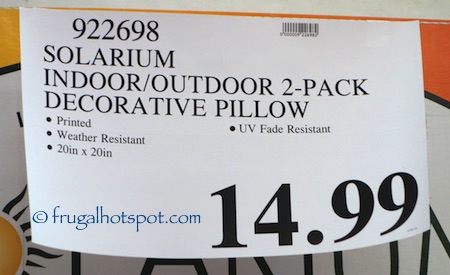 922698
SOLARIUM
INDOOR/OUTDOOR 2-PACK
DECORATIVE PILLOW
• Printed
• UV Fade Resistant
• Weather Resistant
• 20in x 20in
14.99
© frugalhotspot.com